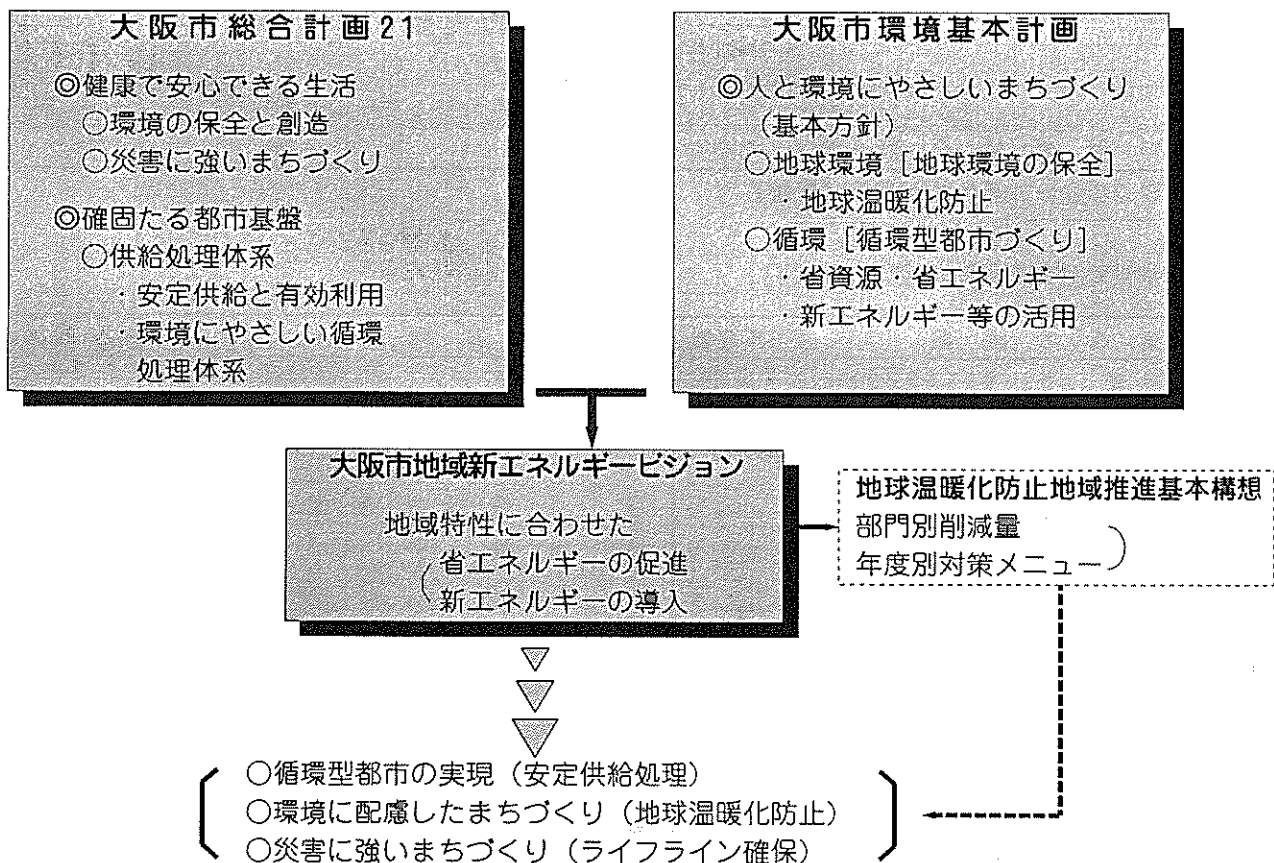 大阪市総合計画21
◎健康で安心できる生活
○環境の保全と創造
○災害に強いまちづくり
◎確固たる都市基盤
○供給処理体系
・安定供給と有効利用
・環境にやさしい循環
処理体系
大阪市環境基本計画
◎人と環境にやさしいまちづくり
(基本方針)
○地球環境[地球環境の保全]
・地球温暖化防止
○循環[循環型都市づくり]
・省資源・省エネルギー
・新エネルギー等の活用
大阪市地域新エネルギービジョン
地域特性に合わせた
省エネルギーの促進
新エネルギーの導入
地球温暖化防止地域推進基本構想
部門別削減量
年度別対策メニュー
○循環型都市の実現(安定供給処理)
○環境に配慮したまちづくり(地球温暖化防止)
○災害に強いまちづくり(ライフライン確保)